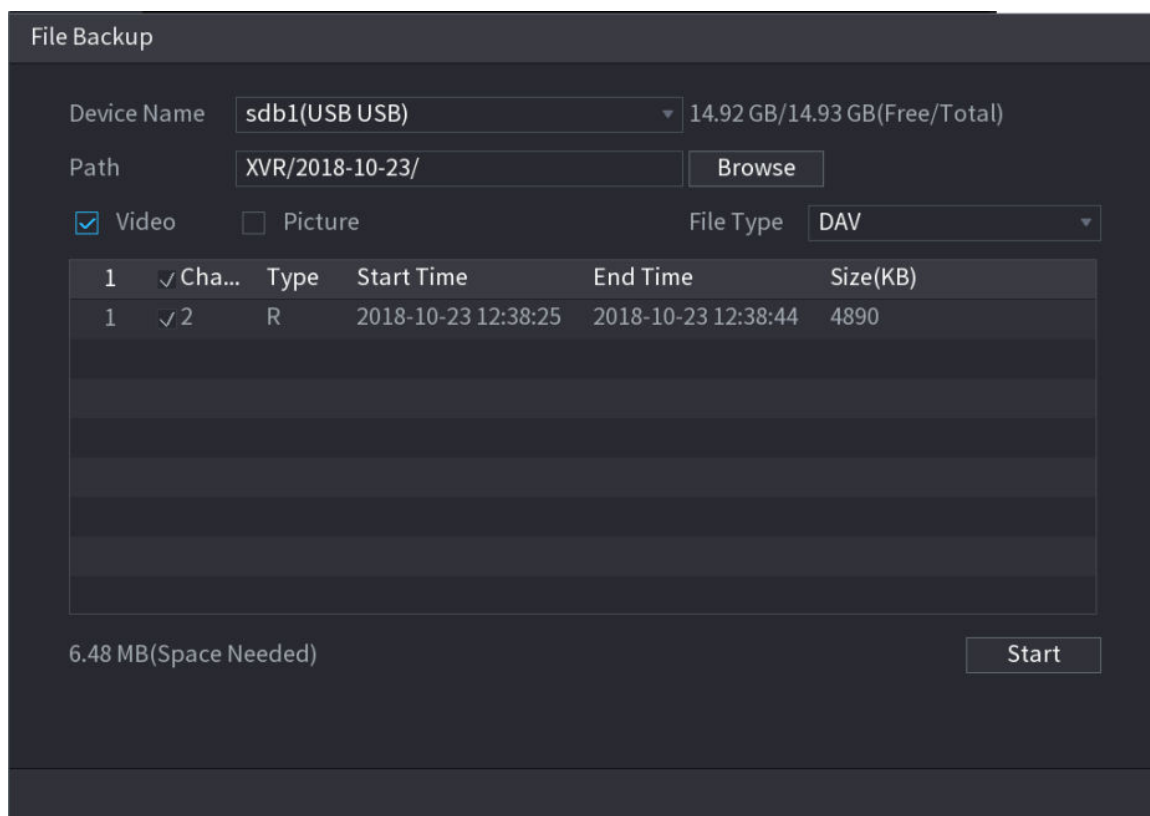 File Backup
Device Name sdb1(USB USB) 14.92 GB/14.93 GB(Free/Total)
Path XVR/2018-10-23/ Browse
Video Picture File Type DAV
1 Cha... Type Start Time End Time Size(KB)
1 2 R 2018-10-23 12:38:25 2018-10-23 12:38:44 4890
6.48 MB(Space Needed) Start